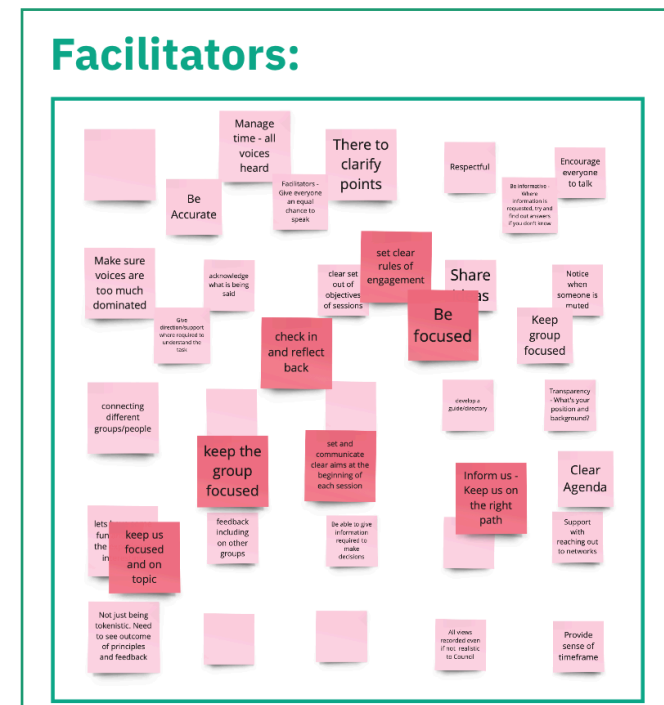 Facilitators:
Manage
time - all
voices
heard
There to
clarify
points
Respectful
Encourage
everyone
to talk
Be
Accurate
Facilitators -
Give everyone
an equal
chance to
speak
Be informative -
Where
information is
requested, try and
find out answers
if you don't know
Make sure
voices are
too much
dominated
acknowledge
what is being
said
clear set
out of
objectives
of sessions
set clear
rules of
engagement
Share
Notice
when
someone is
muted
Give
direction/support
where required to
understand the
task
check in
and reflect
back
Be
focused
Keep
group
focused
connecting
different
groups/people
develop a
guide/directory
Transparency
- What's your
position and
background?
keep the
group
focused
set and
communicate
clear aims at the
beginning of
each session
Inform us -
Keep us on
the right
path
Clear
Agenda
lets
fun
the
in
keep us
focused
and on
topic
feedback
including
on other
groups
Be able to give
information
required to
make
decisions
Support
with
reaching out
to networks
Not just being
tokenistic. Need
to see outcome
of principles
and feedback
All views
recorded even
if not realistic
to Council
Provide
sense of
timeframe